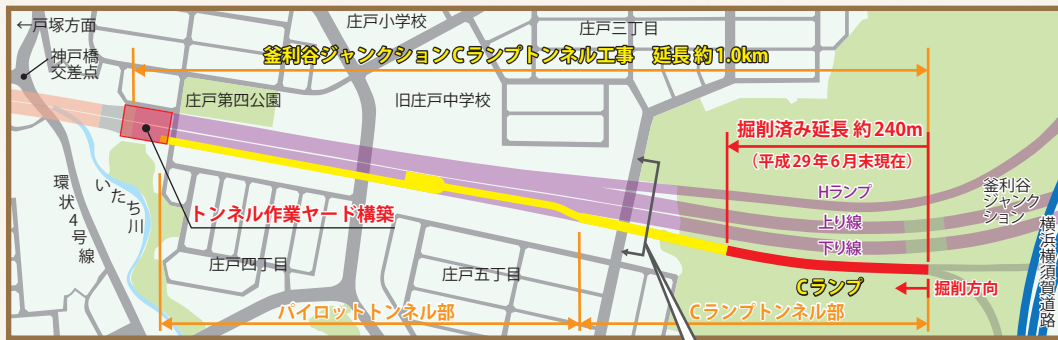 ←戸塚方面
神戸橋
交差点
庄戸小学校
庄戸三丁目
釜利谷ジャンクションCランプトンネル工事　延長 約1.0km
庄戸第四公園
旧庄戸中学校
掘削済み延長 約240m
（平成29年6月末現在）
Hランプ
上り線
下り線
釜利谷
ジャンク
ション
横浜横須賀道路
環状4号線
いたち川
トンネル作業ヤード構築
庄戸四丁目
庄戸五丁目
Cランプ
掘削方向
パイロットトンネル部
Cランプトンネル部